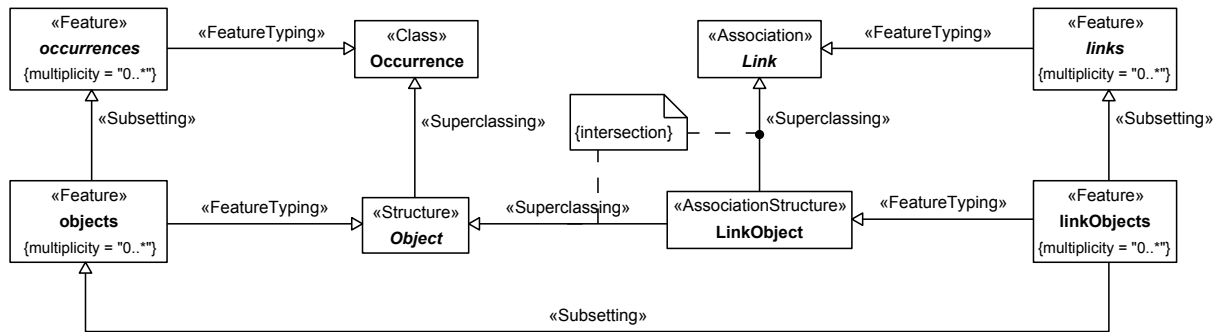 «Feature»
occurrences
{multiplicity = "0..*"}
«FeatureTyping»
«Class»
Occurrence
«Association»
Link
«FeatureTyping»
«Feature»
links
{multiplicity = "0..*"}
«Subsetting»
«Superclassing»
{intersection}
«Superclassing»
«Subsetting»
«Feature»
objects
{multiplicity = "0..*"}
«FeatureTyping»
«Structure»
Object
«Superclassing»
«AssociationStructure»
LinkObject
«FeatureTyping»
«Feature»
linkObjects
{multiplicity = "0..*"}
«Subsetting»